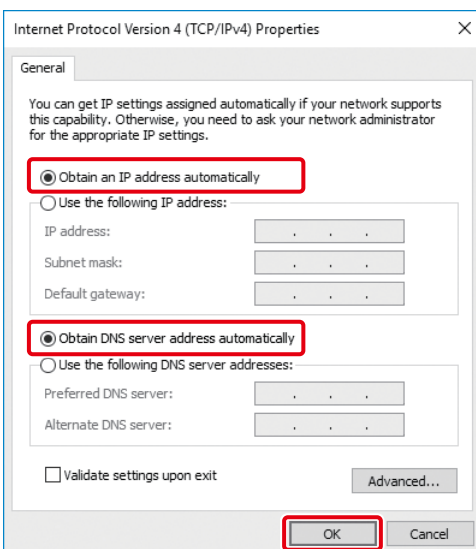 Internet Protocol Version 4 (TCP/IPv4) Properties
General
You can get IP settings assigned automatically if your network supports
this capability. Otherwise, you need to ask your network administrator
for the appropriate IP settings.
Obtain an IP address automatically
Use the following IP address:
IP address:
Subnet mask:
Default gateway:
Obtain DNS server address automatically
Use the following DNS server addresses:
Preferred DNS server:
Alternate DNS server:
Validate settings upon exit
Advanced...
OK Cancel